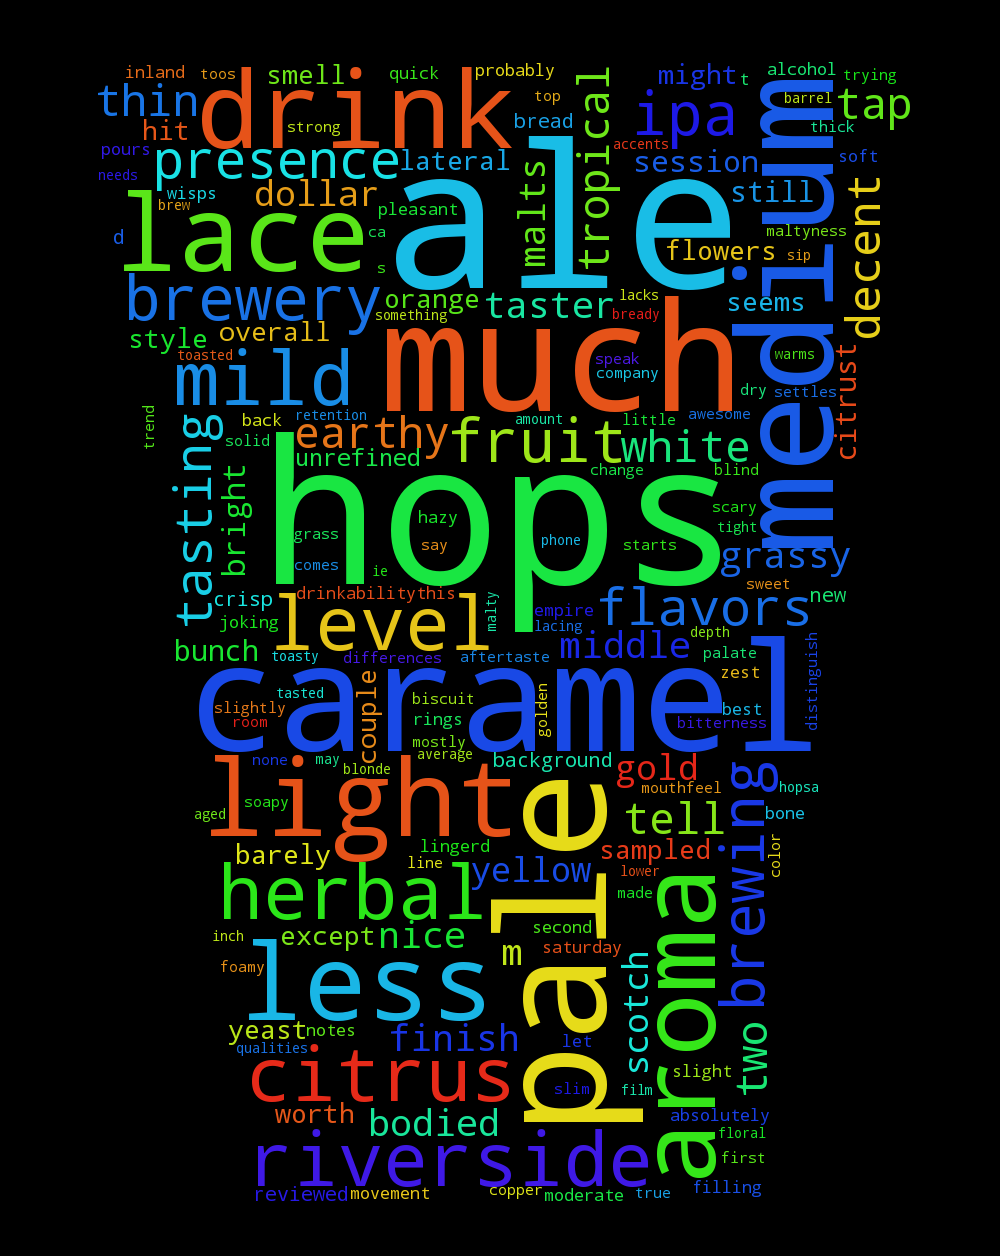 inland
toos
smell
quick
probably
might
t
alcohol
trying
thin
drink
top
tropical
ipa
barrel
tap
hit
strong
bread
medium
thick
pours
presence
lateral
malts
accents
session
soft
needs
wisps
brew
dollar
pleasant
ale
still
decent
d
lace
ca
flowers
maltyness
sip
s
brewery
orange
something
taster
lacks
bready
seems
style
overall
much
toasted
mild
speak
company
warms
citrust
dry
settles
trend
tasting
back
retention
earthy
amount
fruit
little
white
awesome
solid
unrefined
change
blind
bright
hops
hazy
grass
say
phone
starts
scary
tight
comes
ie
grassy
crisp
drinkabilitythis
malty
empire
lacing
flavors
sweet
new
joking
level
bunch
toasty
differences
aftertaste
middle
depth
palate
distinguish
caramel
tasted
slightly
room
couple
biscuit
rings
golden
zest
best
bitterness
mostly
average
none
may
blonde
background
gold
mouthfeel
brewing
hopsa
light
aged
soapy
pale
tell
bone
barely
lingerd
line
yellow
sampled
lower
color
herbal
made
aroma
inch
except
nice
second
m
saturday
foamy
less
scotch
yeast
notes
qualities
finish
let
two
citrus
slim
film
slight
worth
bodied
absolutely
floral
riverside
first
reviewed
movement
copper
moderate
true
filling